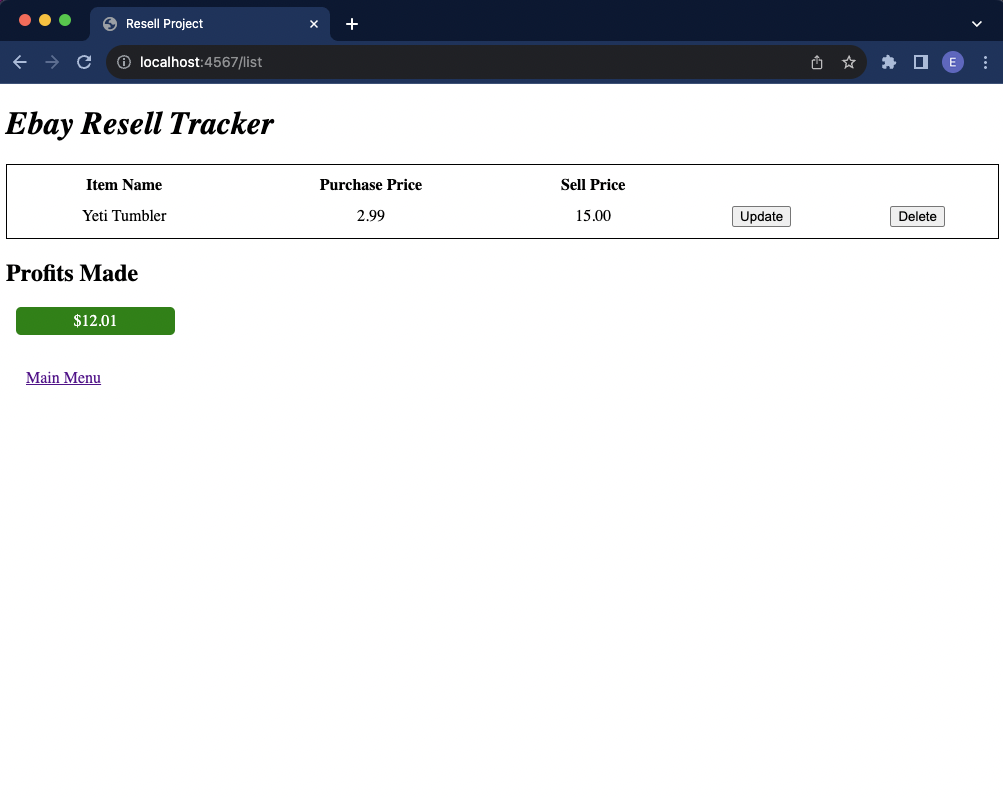 Resell Project
localhost:4567/list
E
Ebay Resell Tracker
Item Name Purchase Price Sell Price
Yeti Tumbler 2.99 15.00 Update Delete
Profits Made
$12.01
Main Menu